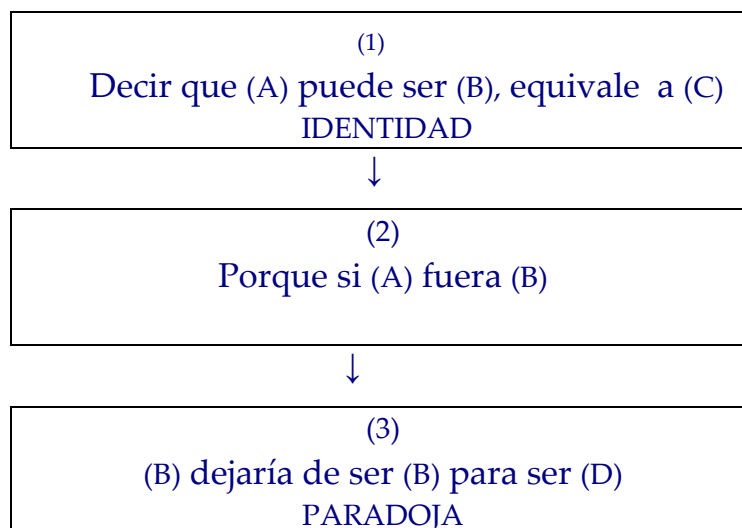 (1)
Decir que (A) puede ser (B), equivale a (C)
IDENTIDAD
↓
(2)
Porque si (A) fuera (B)
↓
(3)
(B) dejaría de ser (B) para ser (D)
PARADOJA